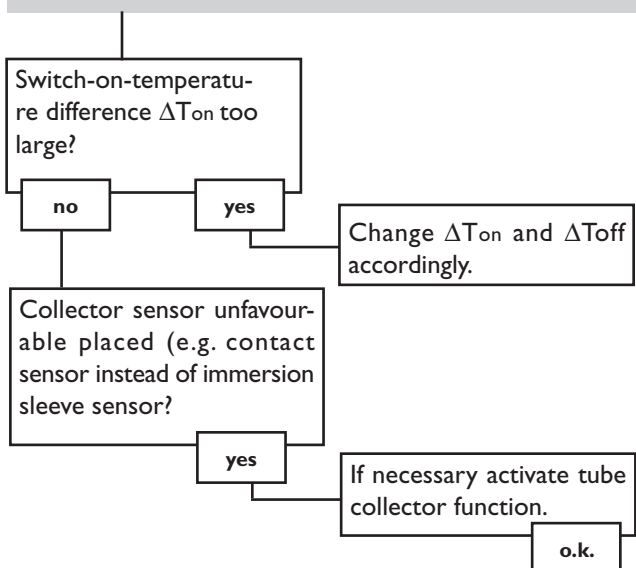 Switch-on-temperatu-
re difference ΔTon too
large?
no
yes
Change ΔTon and ΔToff
accordingly.
Collector sensor unfavour-
able placed (e.g. contact
sensor instead of immersion
sleeve sensor?
yes
If necessary activate tube
collector function.
o.k.